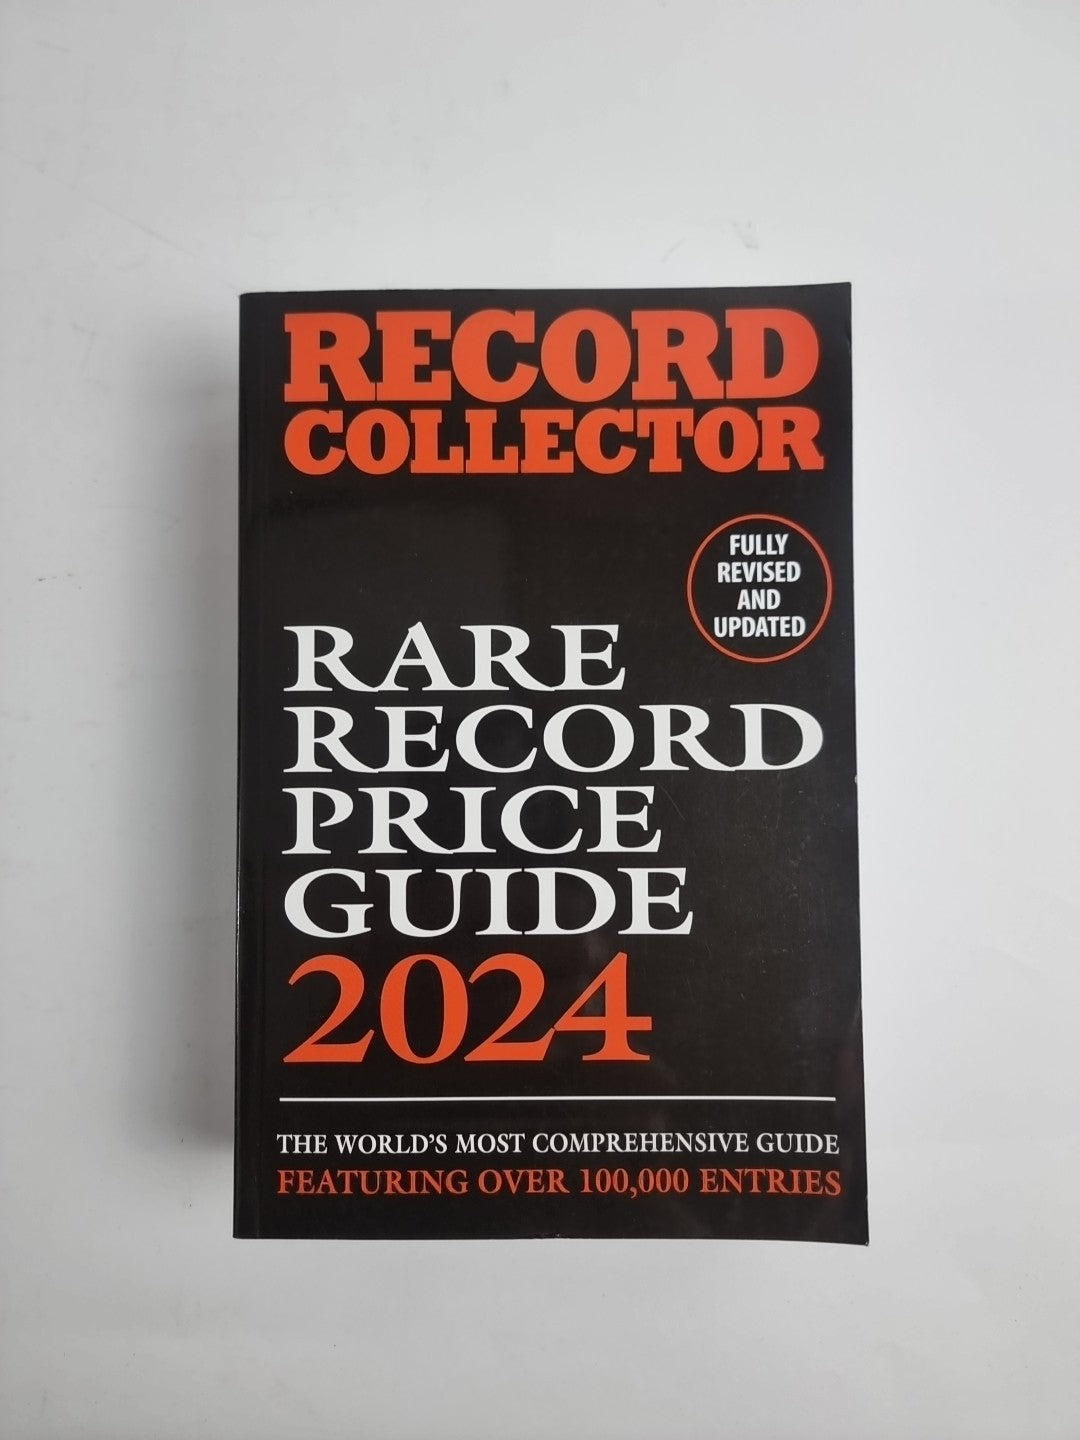 RECORD
COLLECTOR
FULLY
REVISED
AND
UPDATED
RARE
RECORD
PRICE
GUIDE
2024
THE WORLD'S MOST COMPREHENSIVE GUIDE
FEATURING OVER 100,000 ENTRIES